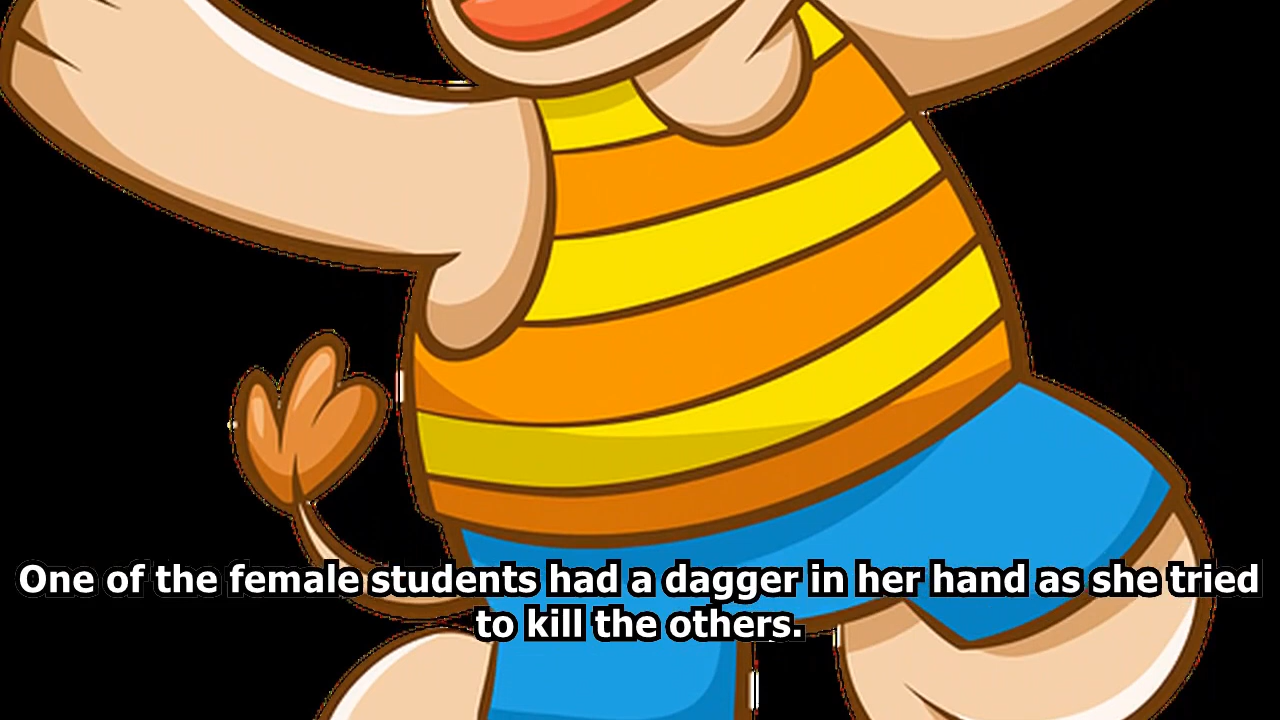 One of the female students had a dagger in her hand as she tried
to kill the others.